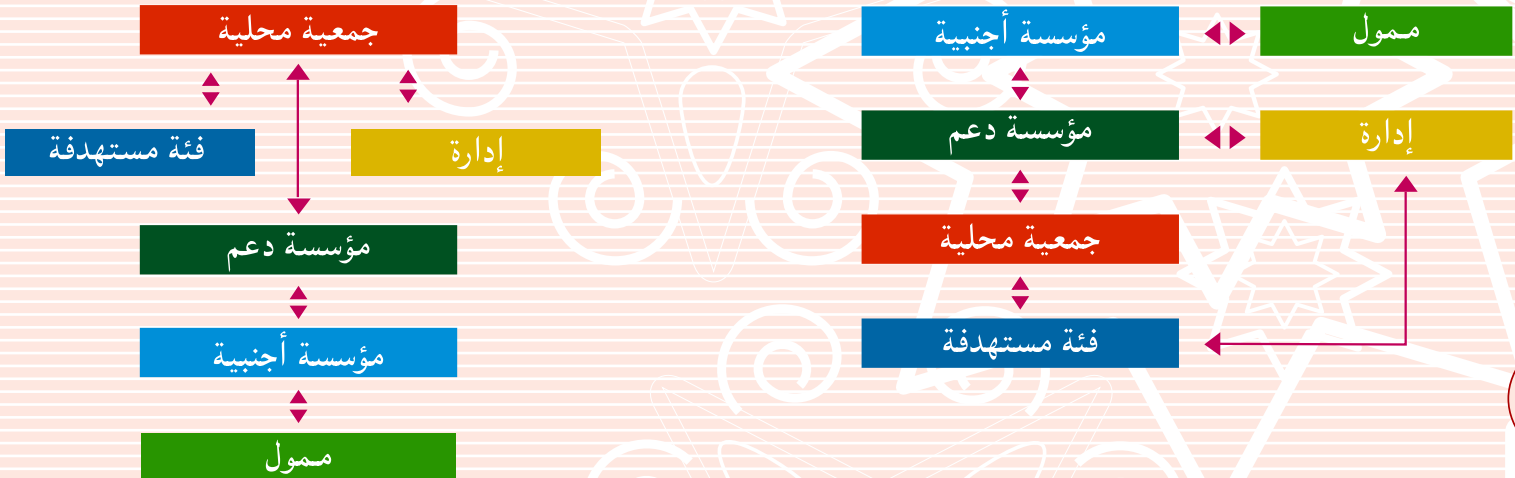 ممول
مؤسسة أجنبية
إدارة
مؤسسة دعم
جمعية محلية
فئة مستهدفة
جمعية محلية
إدارة
فئة مستهدفة
مؤسسة دعم
مؤسسة أجنبية
ممول